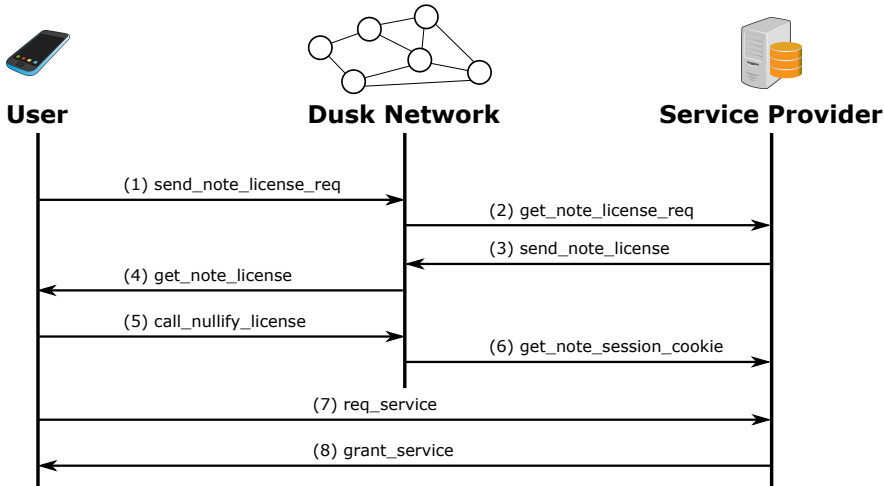 User
Dusk Network
Service Provider
(1) send_note_license_req
(2) get_note_license_req
(3) send_note_license
(4) get_note_license
(5) call_nullify_license
(6) get_note_session_cookie
(7) req_service
(8) grant_service